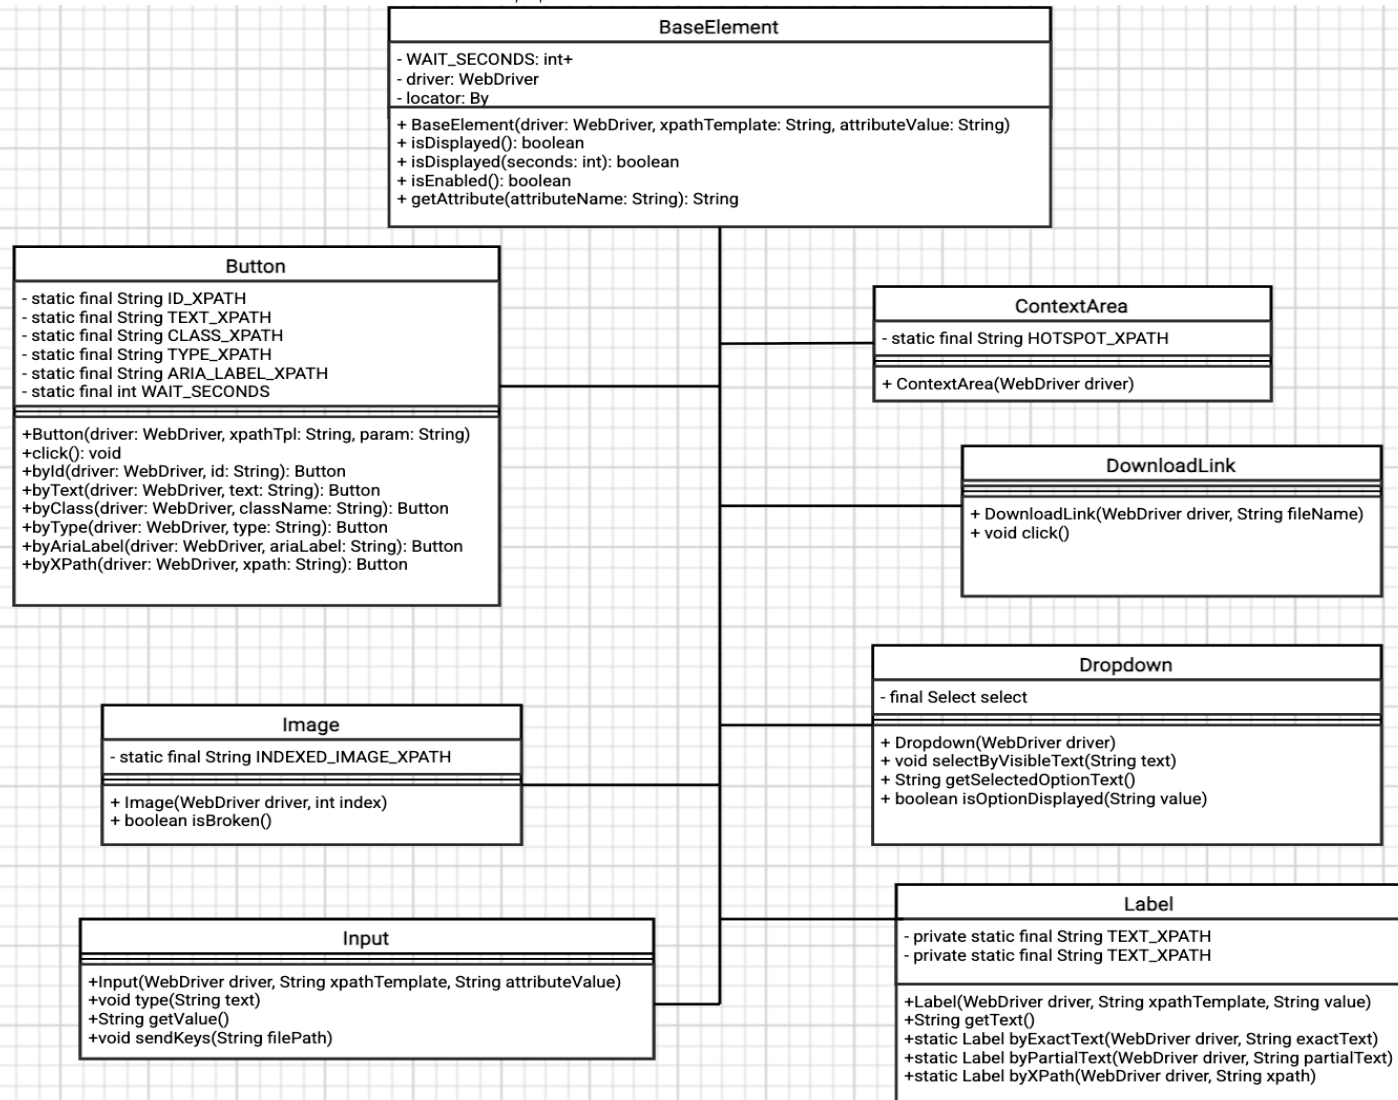 BaseElement
- WAIT_SECONDS: int+
- driver: WebDriver
- locator: By
+ BaseElement(driver: WebDriver, xpathTemplate: String, attributeValue: String)
+ isDisplayed(): boolean
+ isDisplayed(seconds: int): boolean
+ isEnabled(): boolean
+ getAttribute(attributeName: String): String
Button
- static final String ID_XPATH
- static final String TEXT_XPATH
- static final String CLASS_XPATH
- static final String TYPE_XPATH
- static final String ARIA_LABEL_XPATH
- static final int WAIT_SECONDS
+Button(driver: WebDriver, xpathTpl: String, param: String)
+click(): void
+byId(driver: WebDriver, id: String): Button
+byText(driver: WebDriver, text: String): Button
+byClass(driver: WebDriver, className: String): Button
+byType(driver: WebDriver, type: String): Button
+byAriaLabel(driver: WebDriver, ariaLabel: String): Button
+byXPath(driver: WebDriver, xpath: String): Button
ContextArea
- static final String HOTSPOT_XPATH
+ ContextArea(WebDriver driver)
DownloadLink
+ DownloadLink(WebDriver driver, String fileName)
+ void click()
Dropdown
- final Select select
+ Dropdown(WebDriver driver)
+ void selectByVisibleText(String text)
+ String getSelectedOptionText()
+ boolean isOptionDisplayed(String value)
Image
- static final String INDEXED_IMAGE_XPATH
+ Image(WebDriver driver, int index)
+ boolean isBroken()
Input
+Input(WebDriver driver, String xpathTemplate, String attributeValue)
+void type(String text)
+String getValue()
+void sendKeys(String filePath)
Label
- private static final String TEXT_XPATH
- private static final String TEXT_XPATH
+Label(WebDriver driver, String xpathTemplate, String value)
+String getText()
+static Label byExactText(WebDriver driver, String exactText)
+static Label byPartialText(WebDriver driver, String partialText)
+static Label byXPath(WebDriver driver, String xpath)